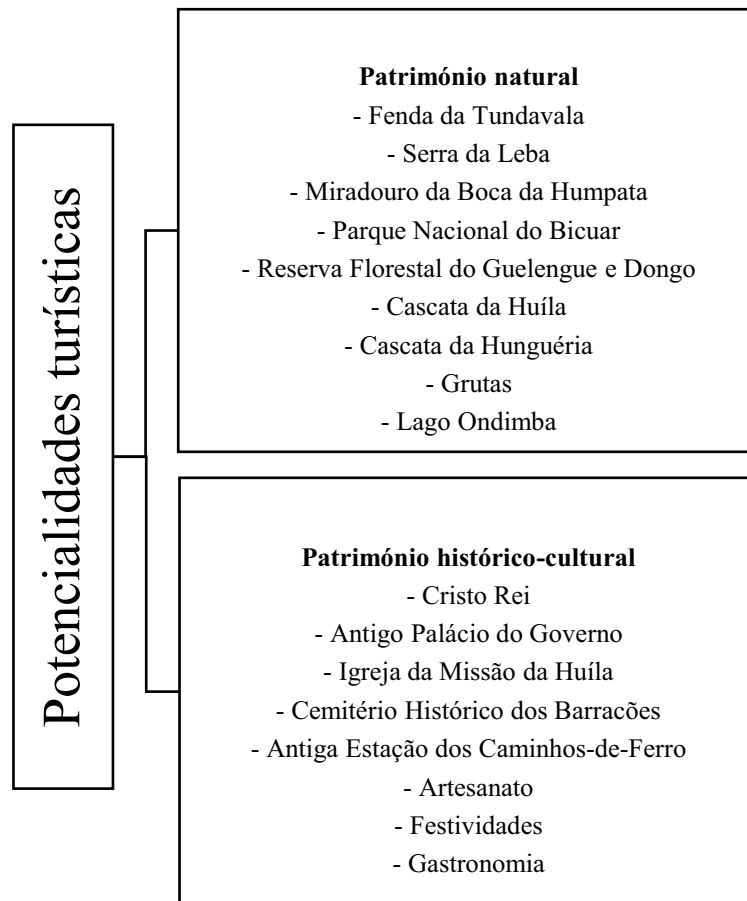 Potencialidades turísticas
Património natural
- Fenda da Tundavala
- Serra da Leba
- Miradouro da Boca da Humpata
- Parque Nacional do Bicuar
- Reserva Florestal do Guelengue e Dongo
- Cascata da Huíla
- Cascata da Hunguéria
- Grutas
- Lago Ondimba
Património histórico-cultural
- Cristo Rei
- Antigo Palácio do Governo
- Igreja da Missão da Huíla
- Cemitério Histórico dos Barracões
- Antiga Estação dos Caminhos-de-Ferro
- Artesanato
- Festividades
- Gastronomia